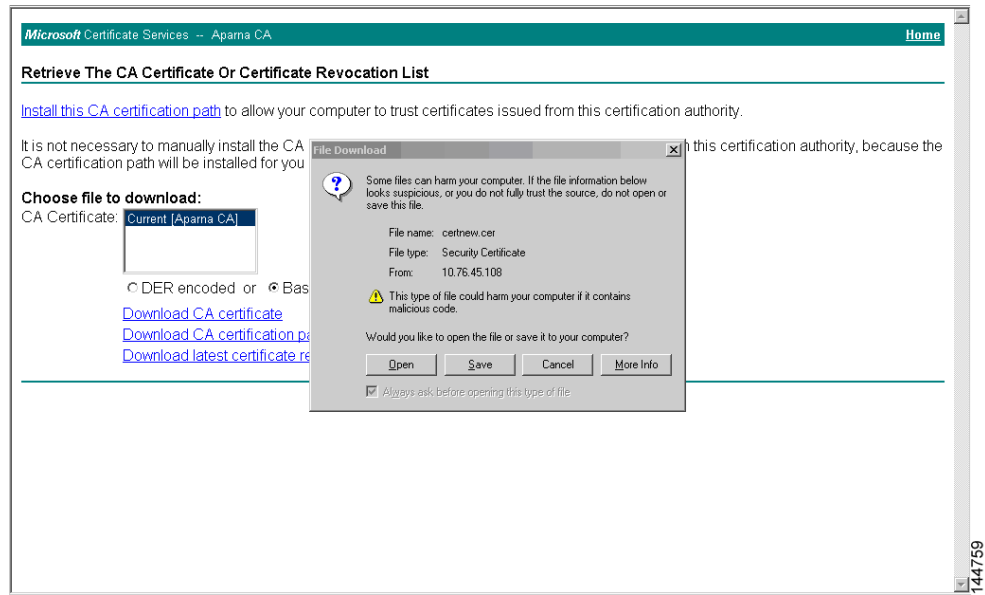 Microsoft Certificate Services -- Aparna CA Home
Retrieve The CA Certificate Or Certificate Revocation List
Install this CA certification path to allow your computer to trust certificates issued from this certification authority.
It is not necessary to manually install the CA
this certification authority, because the
CA certification path will be installed for you
Choose file to download:
CA Certificate: Current [Aparna CA]
DER encoded or Bas
Download CA certificate
Download CA certification pa
Download latest certificate re
File Download
Some files can harm your computer. If the file information below
looks suspicious, or you do not fully trust the source, do not open or
save this file.
File name: certnew.cer
File type: Security Certificate
From: 10.76.45.108
This type of file could harm your computer if it contains
malicious code.
Would you like to open the file or save it to your computer?
Open Save Cancel More Info
Always ask before opening this type of file
144759